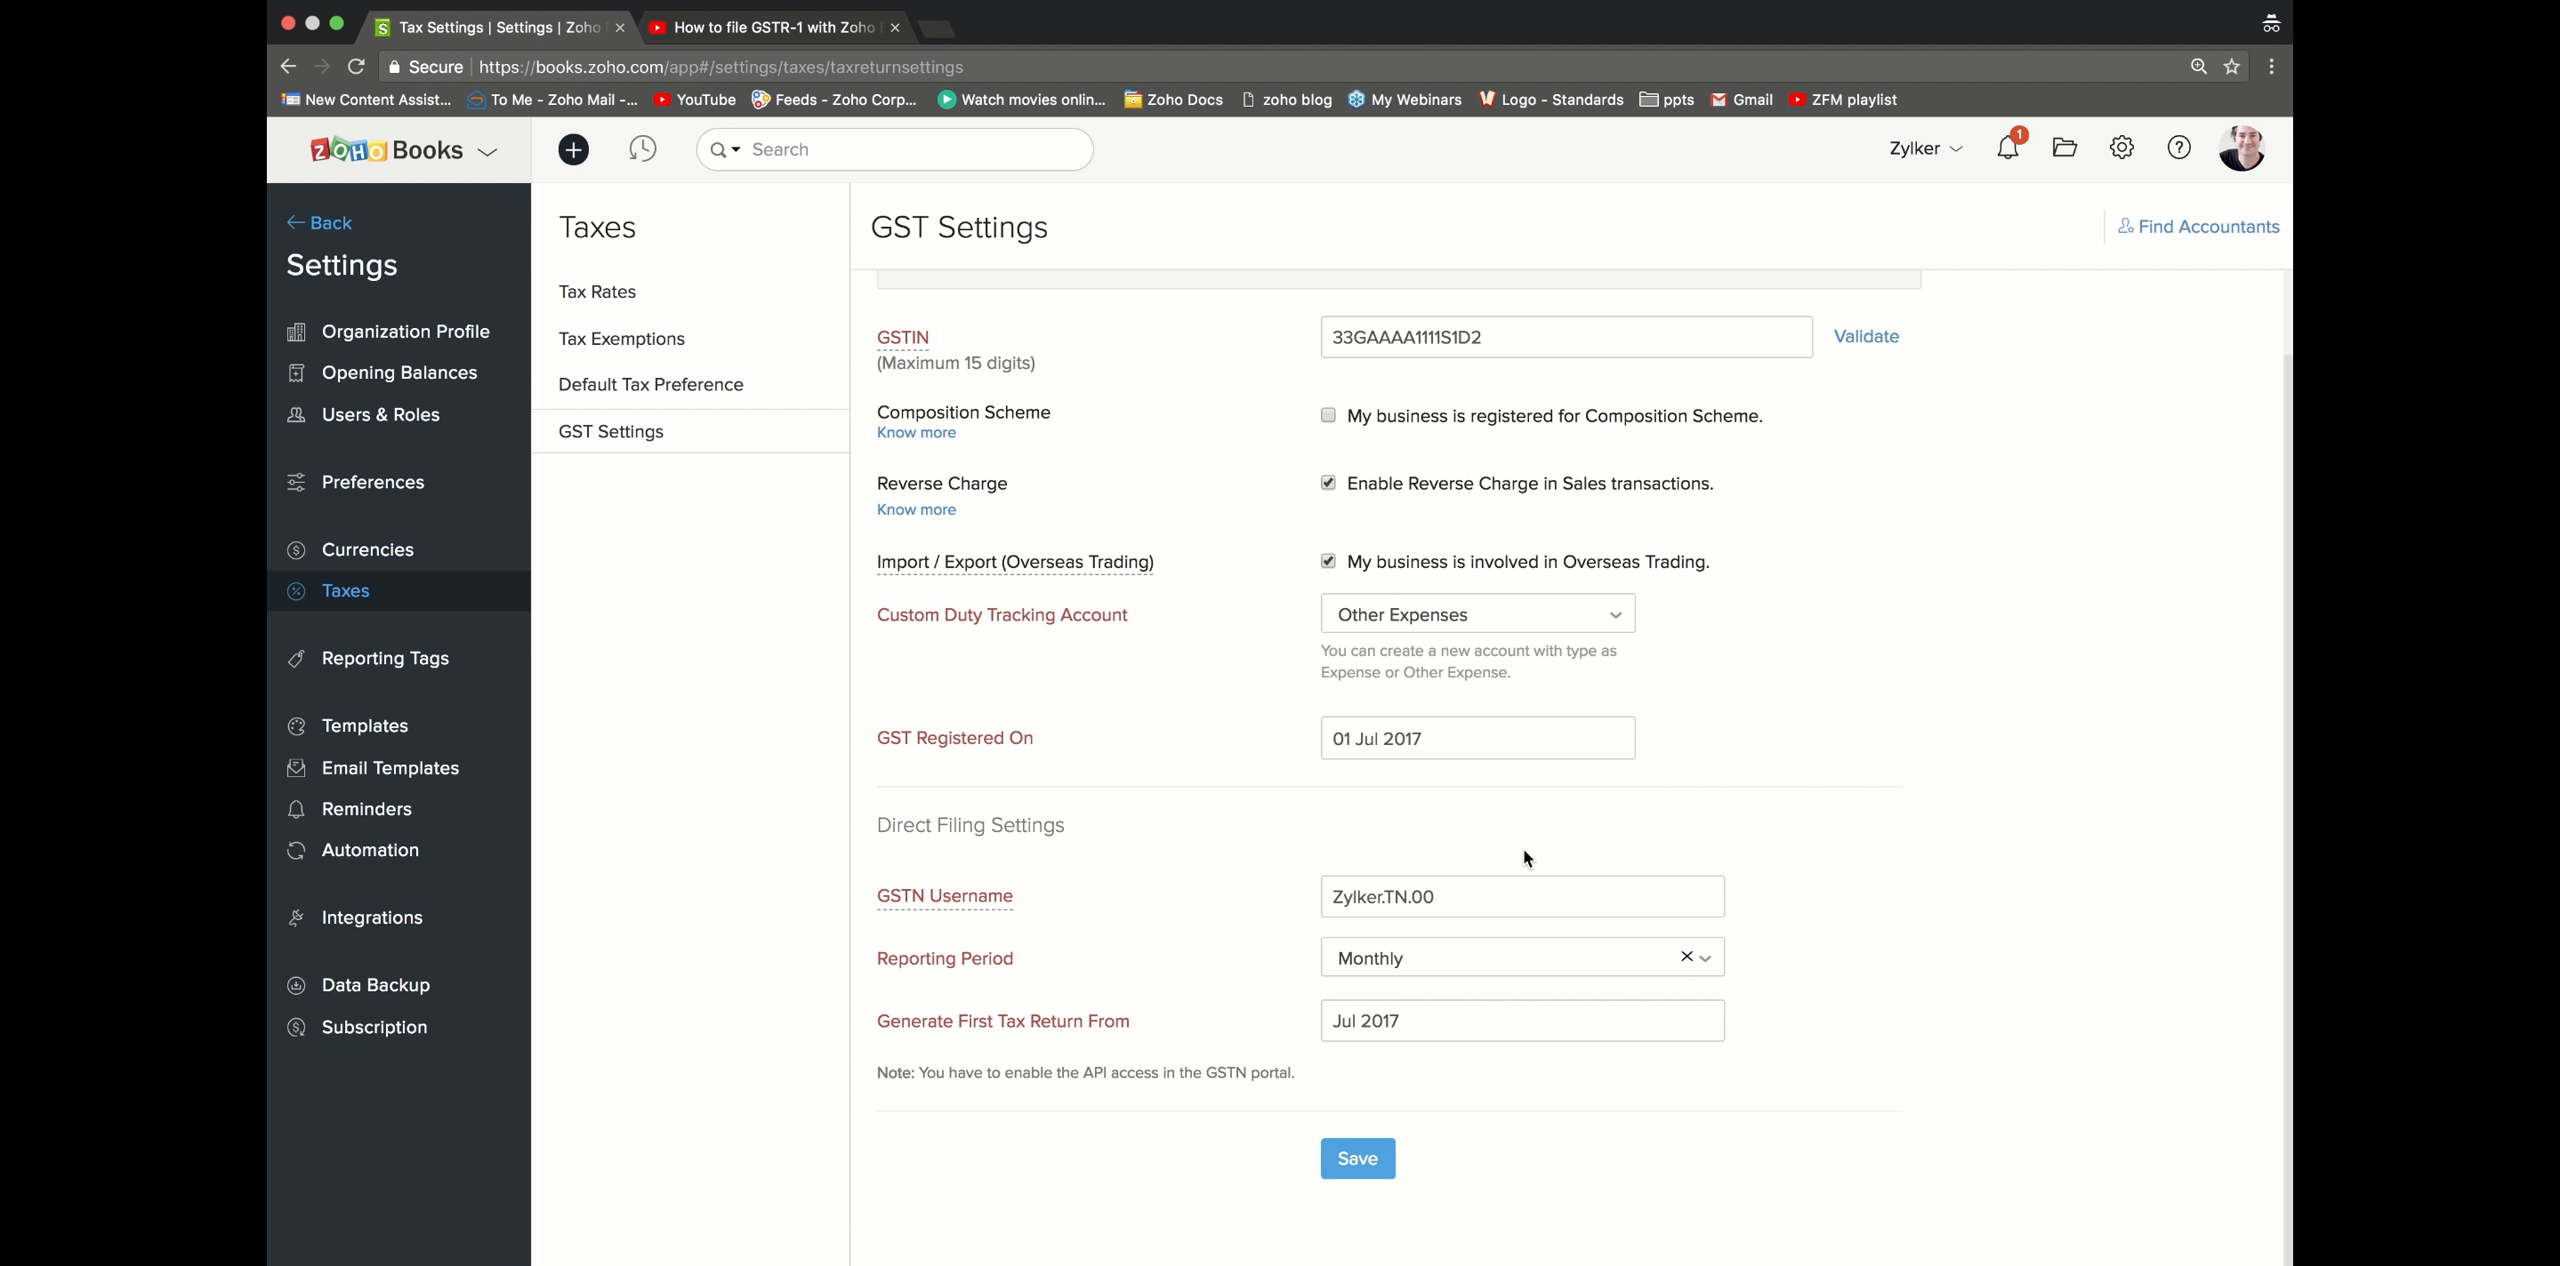 Tax Settings | Settings | Zoho
How to file GSTR-1 with Zoho
Secure
https://books.zoho.com/app#/settings/taxes/taxreturnsettings
New Content Assist...
To Me - Zoho Mail -...
YouTube
Feeds - Zoho Corp...
Watch movies onlin...
Zoho Docs
zoho blog
My Webinars
Logo - Standards
ppts
Gmail
ZFM playlist
ZOHO Books
Search
Zylker
1
Back
Settings
Organization Profile
Opening Balances
Users & Roles
Preferences
Currencies
Taxes
Reporting Tags
Templates
Email Templates
Reminders
Automation
Integrations
Data Backup
Subscription
Taxes
Tax Rates
Tax Exemptions
Default Tax Preference
GST Settings
GST Settings
Find Accountants
GSTIN
(Maximum 15 digits)
33GAAAA1111S1D2
Validate
Composition Scheme
Know more
My business is registered for Composition Scheme.
Reverse Charge
Know more
Enable Reverse Charge in Sales transactions.
Import / Export (Overseas Trading)
My business is involved in Overseas Trading.
Custom Duty Tracking Account
Other Expenses
You can create a new account with type as
Expense or Other Expense.
GST Registered On
01 Jul 2017
Direct Filing Settings
GSTN Username
Zylker.TN.00
Reporting Period
Monthly
Generate First Tax Return From
Jul 2017
Note: You have to enable the API access in the GSTN portal.
Save